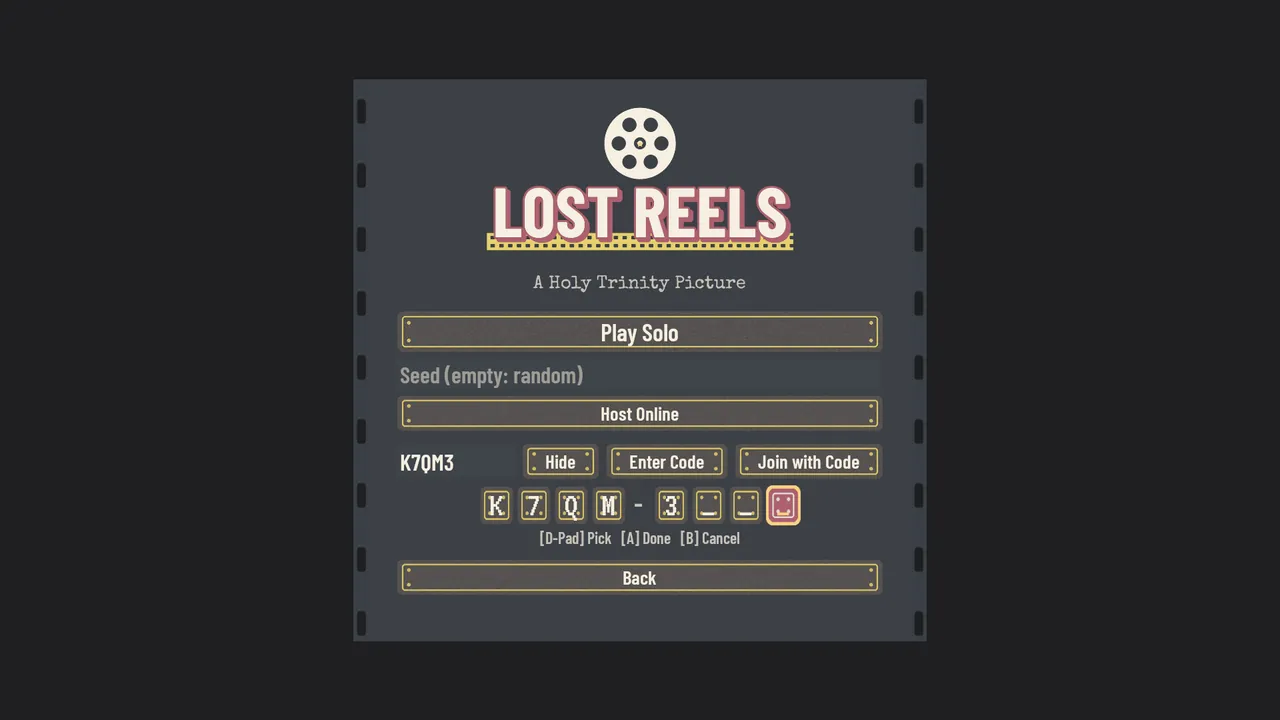 LOST REELS
A Holy Trinity Picture
Play Solo
Seed (empty: random)
Host Online
K7QM3 Hide Enter Code Join with Code
K 7 Q M - 3 _ _ _
[D-Pad] Pick [A] Done [B] Cancel
Back